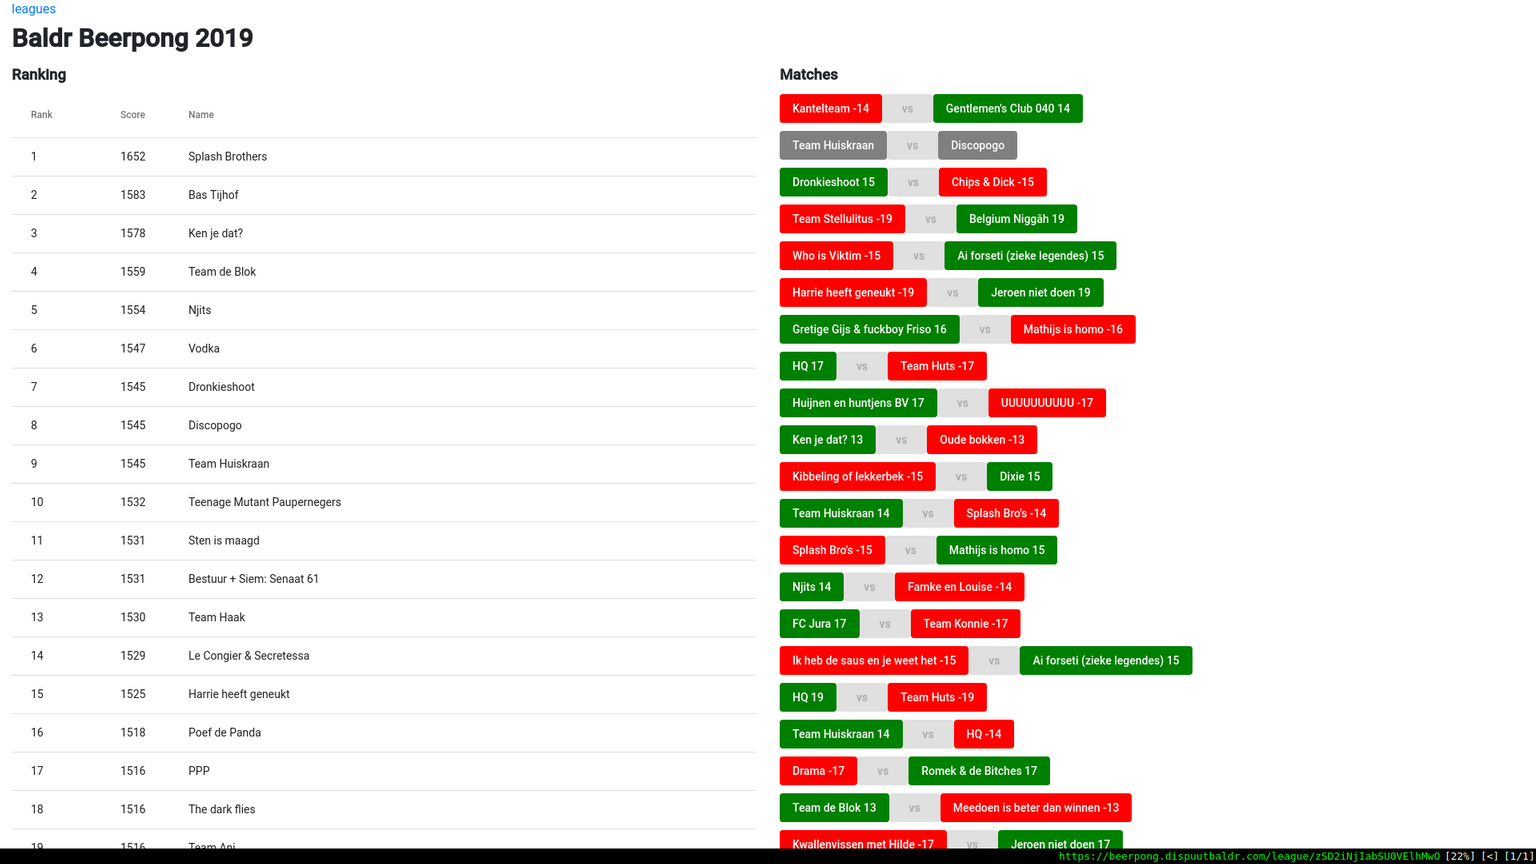 leagues
Baldr Beerpong 2019
Ranking
Rank Score Name
1 1652 Splash Brothers
2 1583 Bas Tijhof
3 1578 Ken je dat?
4 1559 Team de Blok
5 1554 Njits
6 1547 Vodka
7 1545 Dronkieshoot
8 1545 Discopogo
9 1545 Team Huiskraan
10 1532 Teenage Mutant Paupernegers
11 1531 Sten is maagd
12 1531 Bestuur + Siem: Senaat 61
13 1530 Team Haak
14 1529 Le Congier & Secretessa
15 1525 Harrie heeft geneukt
16 1518 Poef de Panda
17 1516 PPP
18 1516 The dark flies
19 1516 Team Ani
Matches
Kantelteam -14 vs Gentlemen's Club 040 14
Team Huiskraan vs Discopogo
Dronkieshoot 15 vs Chips & Dick -15
Team Stellulitus -19 vs Belgium Niggâh 19
Who is Viktim -15 vs Ai forseti (zieke legendes) 15
Harrie heeft geneukt -19 vs Jeroen niet doen 19
Gretige Gijs & fuckboy Friso 16 vs Mathijs is homo -16
HQ 17 vs Team Huts -17
Huijnen en huntjens BV 17 vs UUUUUUUUUU -17
Ken je dat? 13 vs Oude bokken -13
Kibbeling of lekkerbek -15 vs Dixie 15
Team Huiskraan 14 vs Splash Bro's -14
Splash Bro's -15 vs Mathijs is homo 15
Njits 14 vs Famke en Louise -14
FC Jura 17 vs Team Konnie -17
Ik heb de saus en je weet het -15 vs Ai forseti (zieke legendes) 15
HQ 19 vs Team Huts -19
Team Huiskraan 14 vs HQ -14
Drama -17 vs Romek & de Bitches 17
Team de Blok 13 vs Meedoen is beter dan winnen -13
Kwallenvissen met Hilde -17 vs Jeroen niet doen 17
https://beerpong.dispuutbaldr.com/league/zSD2iNjIabSU0VElhMwO [22%] [<] [1/1]